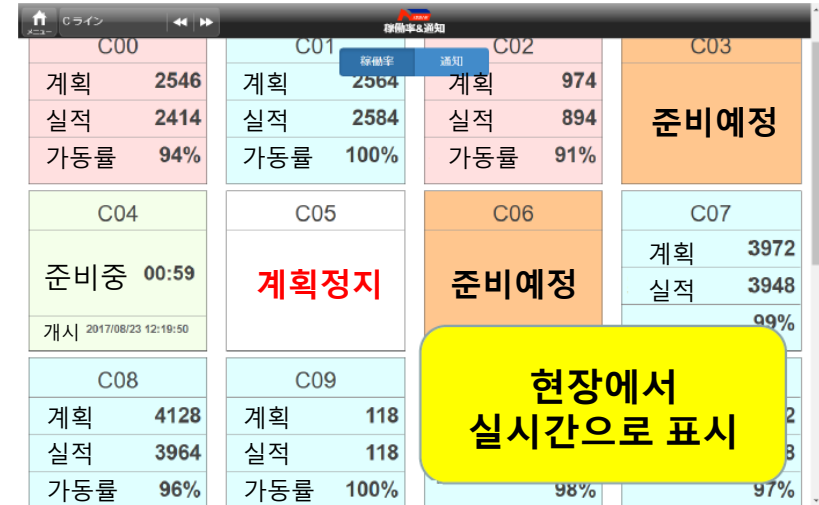 メニュー
Cライン
稼働率&通知
稼働率 通知
C00
계획 2546
실적 2414
가동률 94%
C01
계획 2564
실적 2584
가동률 100%
C02
계획 974
실적 894
가동률 91%
C03
준비예정
C04
준비중 00:59
개시 2017/08/23 12:19:50
C05
계획정지
C06
준비예정
C07
계획 3972
실적 3948
99%
C08
계획 4128
실적 3964
가동률 96%
C09
계획 118
실적 118
가동률 100%
98%
2
8
97%
현장에서
실시간으로 표시